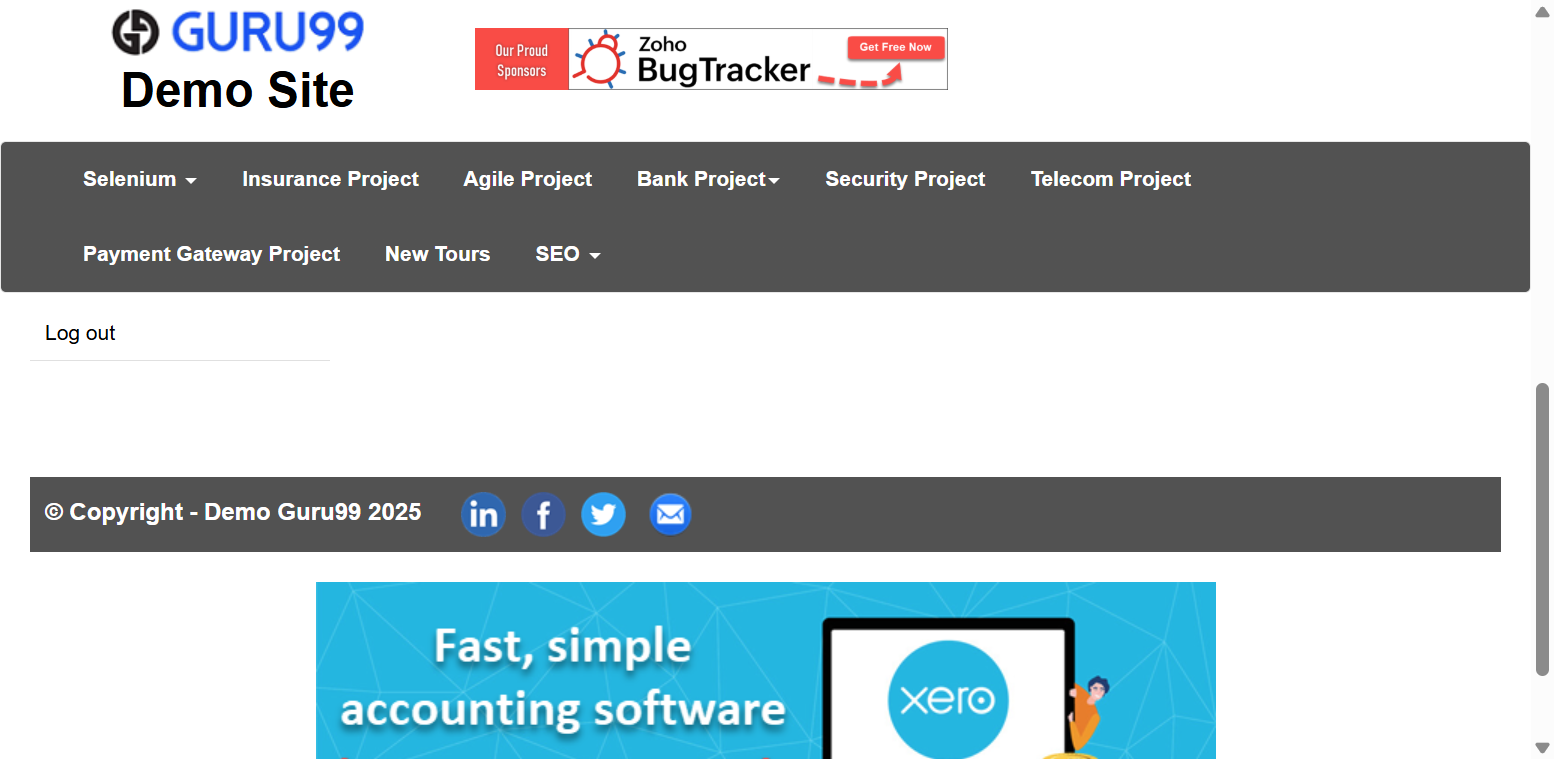 GURU99
Demo Site
Our Proud
Sponsors
Zoho
BugTracker
Get Free Now
Selenium
Insurance Project
Agile Project
Bank Project
Security Project
Telecom Project
Payment Gateway Project
New Tours
SEO
Log out
© Copyright - Demo Guru99 2025
in
f
Fast, simple
accounting software
xero